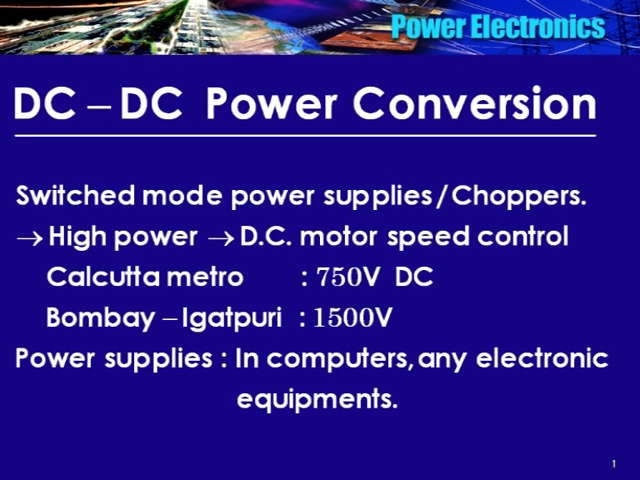 Power Electronics
DC – DC Power Conversion
Switched mode power supplies/Choppers.
→ High power → D.C. motor speed control
Calcutta metro : 750V DC
Bombay – Igatpuri : 1500V
Power supplies : In computers, any electronic
equipments.
1